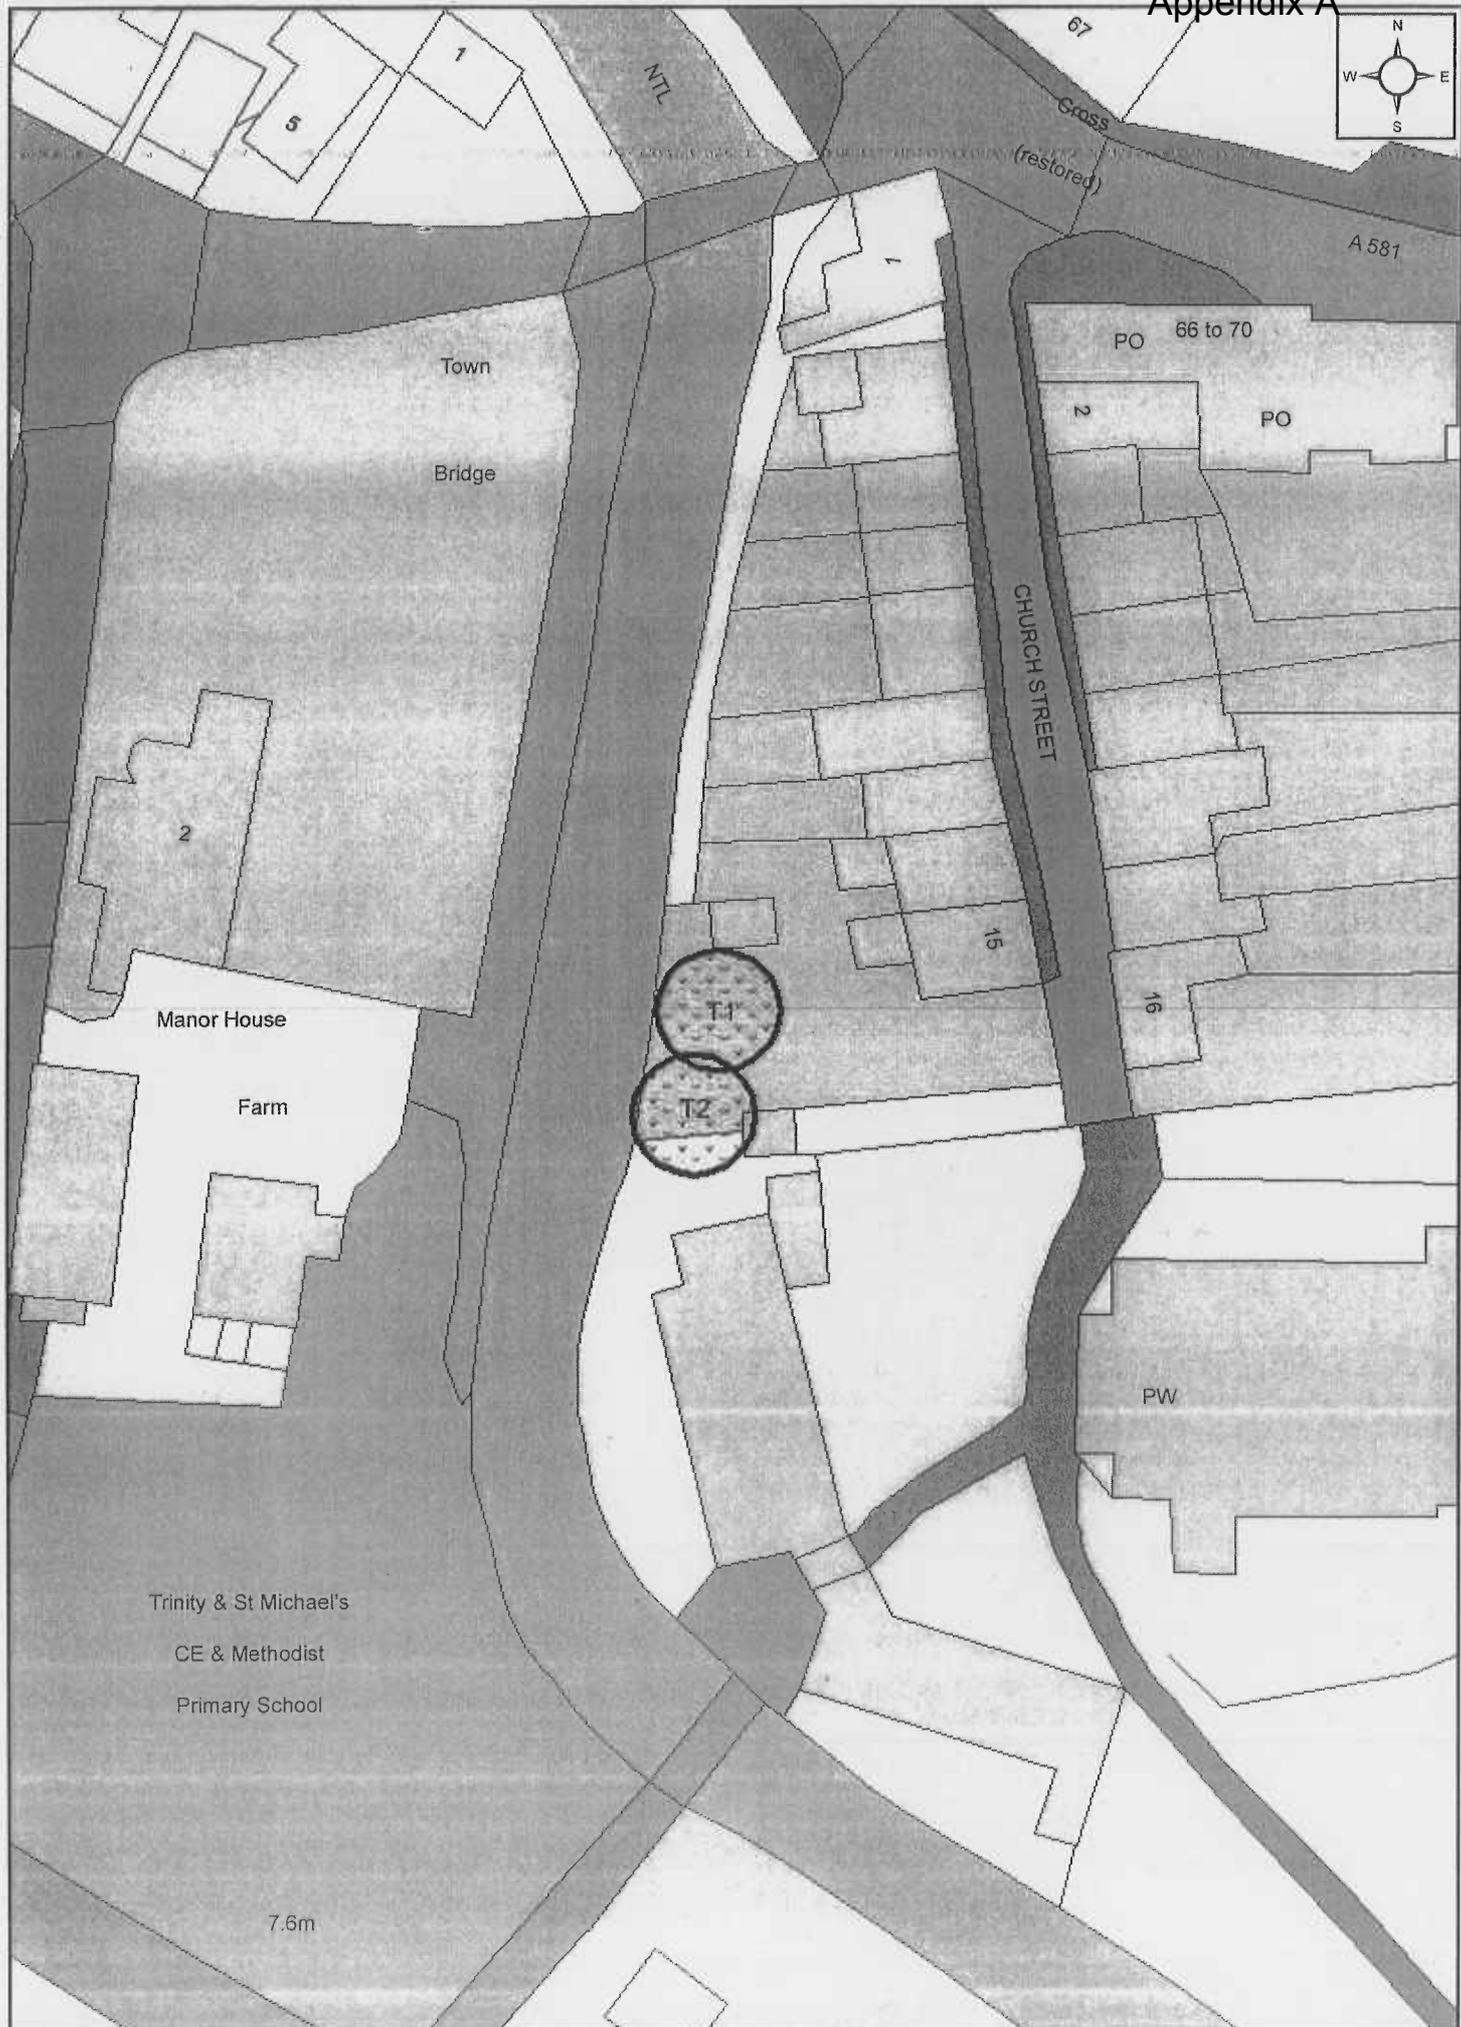 Appendix A
N
W E
S
67
1
5
NTL
Cross
(restored)
A 581
1
PO 66 to 70
Town
2
PO
Bridge
CHURCH STREET
2
15
16
T1
Manor House
T2
Farm
PW
Trinity & St Michael's
CE & Methodist
Primary School
7.6m